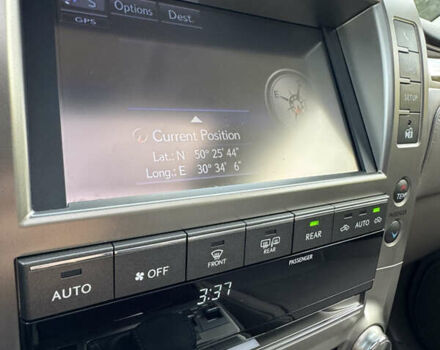 S
GPS
Options
Dest.
E
Current Position
Lat.: N 50° 25' 44"
Long.: E 30° 34' 6"
SETUP
TEMP
AUTO
OFF
FRONT
REAR
REAR
AUTO
PASSENGER
3:37